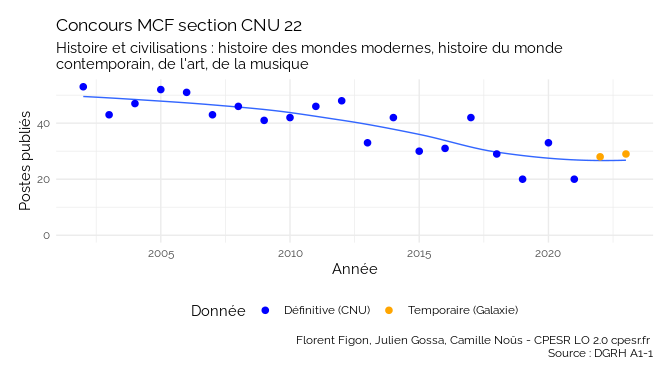 Concours MCF section CNU 22
Histoire et civilisations : histoire des mondes modernes, histoire du monde
contemporain, de l'art, de la musique
Postes publiés
40
20
0
2005 2010 2015 2020
Année
Donnée Définitive (CNU) Temporaire (Galaxie)
Florent Figon, Julien Gossa, Camille Noûs - CPESR LO 2.0 cpesr.fr
Source : DGRH A1-1